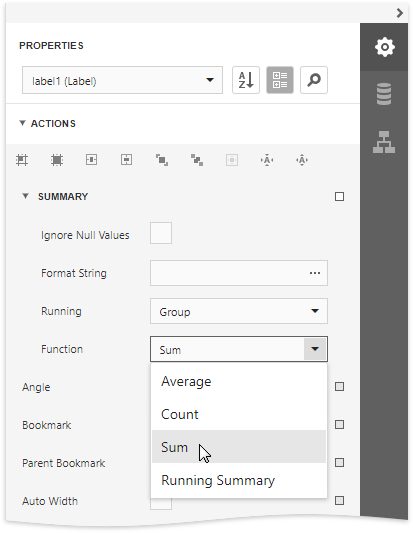 PROPERTIES
label1 (Label)
A
Z
ACTIONS
A
A
SUMMARY
Ignore Null Values
Format String
...
Running
Group
Function
Sum
Average
Angle
Count
Bookmark
Sum
Parent Bookmark
Running Summary
Auto Width